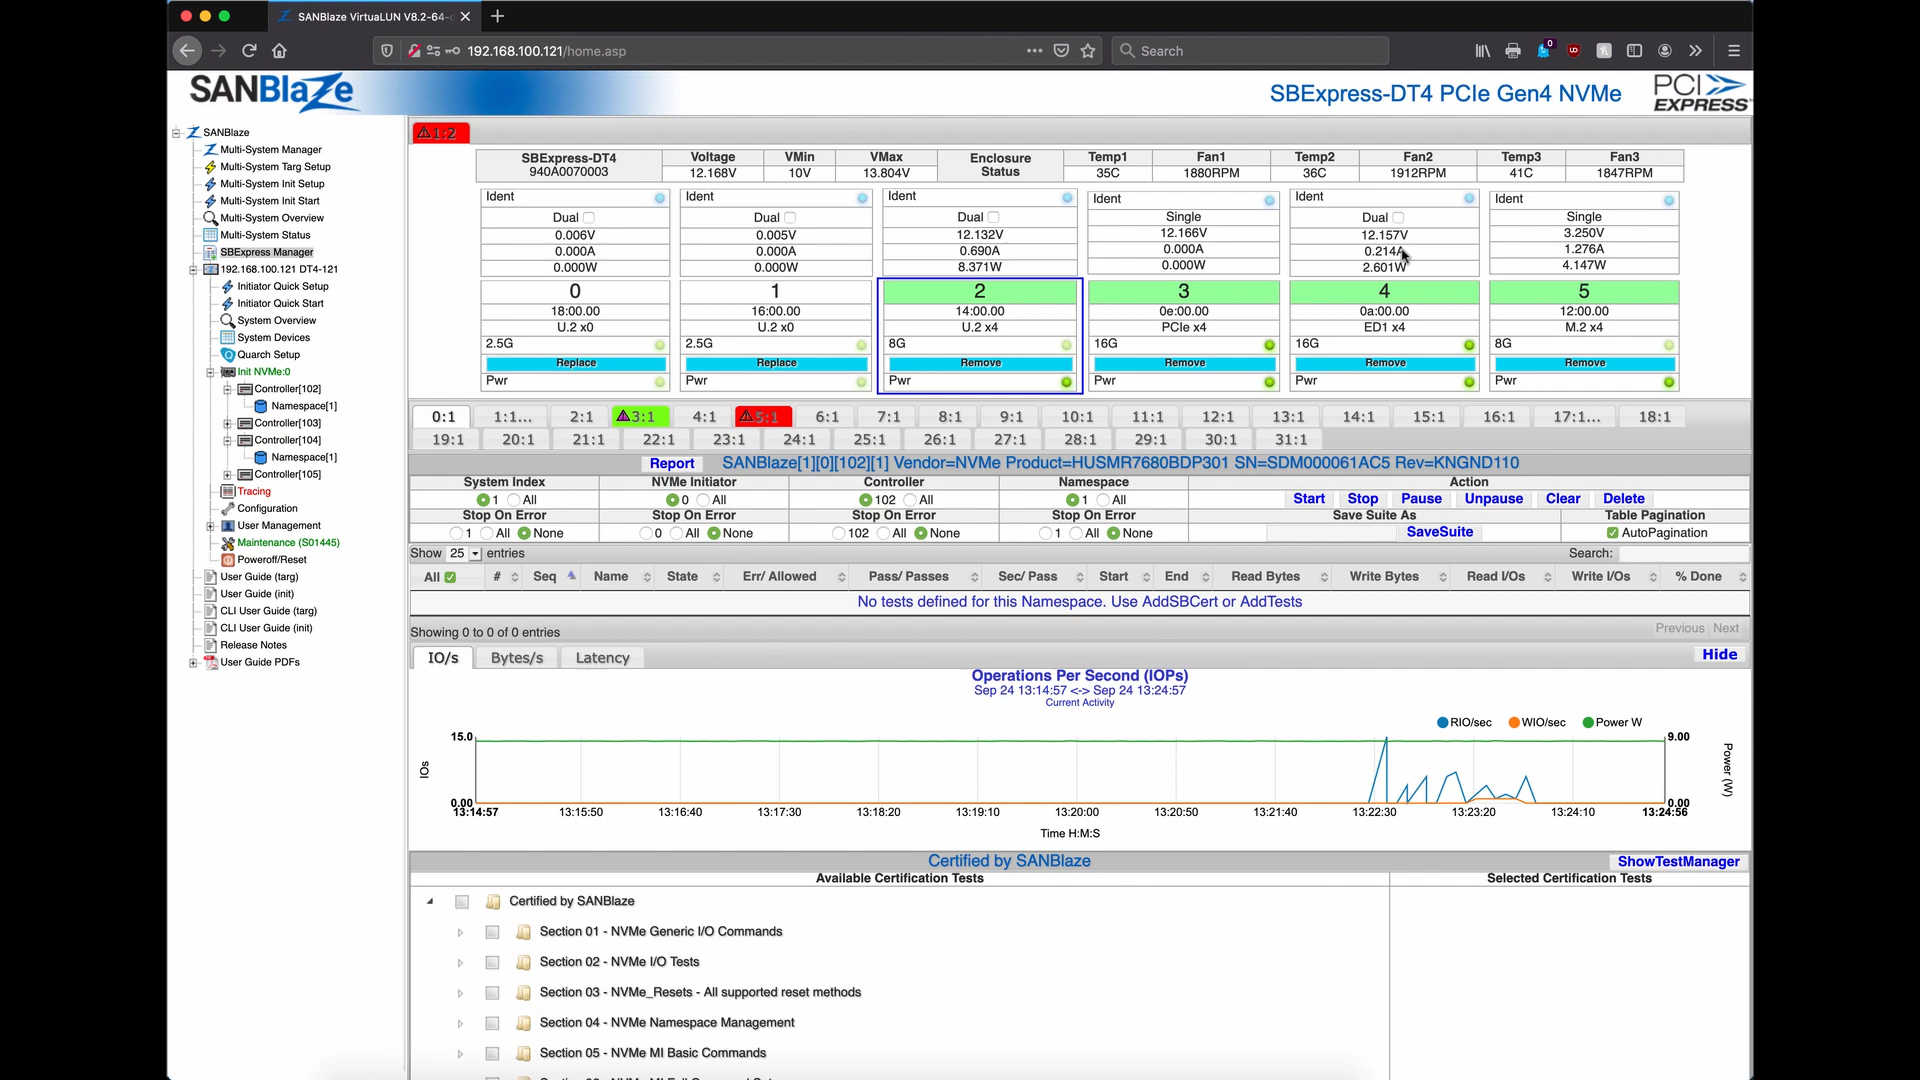 SANBlaze VirtuaLUN V8.2-64-
192.168.100.121/home.asp
Search
0
SANBlaze
SBExpress-DT4 PCIe Gen4 NVMe
PCI EXPRESS
SANBlaze
Multi-System Manager
Multi-System Targ Setup
Multi-System Init Setup
Multi-System Init Start
Multi-System Overview
Multi-System Status
SBExpress Manager
192.168.100.121 DT4-121
Initiator Quick Setup
Initiator Quick Start
System Overview
System Devices
Quarch Setup
Init NVMe:0
Controller[102]
Namespace[1]
Controller[103]
Controller[104]
Namespace[1]
Controller[105]
Tracing
Configuration
User Management
Maintenance (S01445)
Poweroff/Reset
User Guide (targ)
User Guide (init)
CLI User Guide (targ)
CLI User Guide (init)
Release Notes
User Guide PDFs
1:2
SBExpress-DT4 Voltage VMin VMax Enclosure Status Temp1 Fan1 Temp2 Fan2 Temp3 Fan3
940A0070003 12.168V 10V 13.804V 35C 1880RPM 36C 1912RPM 41C 1847RPM
Ident Ident Ident Ident Ident Ident
Dual Dual Dual Single Dual Single
0.006V 0.005V 12.132V 12.166V 12.157V 3.250V
0.000A 0.000A 0.690A 0.000A 0.214A 1.276A
0.000W 0.000W 8.371W 0.000W 2.601W 4.147W
0 1 2 3 4 5
18:00.00 16:00.00 14:00.00 0e:00.00 0a:00.00 12:00.00
U.2 x0 U.2 x0 U.2 x4 PCIe x4 ED1 x4 M.2 x4
2.5G 2.5G 8G 16G 16G 8G
Replace Replace Remove Remove Remove Remove
Pwr Pwr Pwr Pwr Pwr Pwr
0:1 1:1... 2:1 3:1 4:1 5:1 6:1 7:1 8:1 9:1 10:1 11:1 12:1 13:1 14:1 15:1 16:1 17:1... 18:1
19:1 20:1 21:1 22:1 23:1 24:1 25:1 26:1 27:1 28:1 29:1 30:1 31:1
Report SANBlaze[1][0][102][1] Vendor=NVMe Product=HUSMR7680BDP301 SN=SDM000061AC5 Rev=KNGND110
System Index NVMe Initiator Controller Namespace Action
1 All 0 All 102 All 1 All Start Stop Pause Unpause Clear Delete
Stop On Error Stop On Error Stop On Error Stop On Error Save Suite As Table Pagination
1 All None 0 All None 102 All None 1 All None SaveSuite AutoPagination
Show 25 entries Search:
All # Seq Name State Err/ Allowed Pass/ Passes Sec/ Pass Start End Read Bytes Write Bytes Read I/Os Write I/Os % Done
No tests defined for this Namespace. Use AddSBCert or AddTests
Showing 0 to 0 of 0 entries Previous Next
IO/s Bytes/s Latency Hide
Operations Per Second (IOPs)
Sep 24 13:14:57 <-> Sep 24 13:24:57
Current Activity
RIO/sec WIO/sec Power W
15.0 9.00
IOs Power (W)
0.00 0.00
13:14:57 13:15:50 13:16:40 13:17:30 13:18:20 13:19:10 13:20:00 13:20:50 13:21:40 13:22:30 13:23:20 13:24:10 13:24:56
Time H:M:S
Certified by SANBlaze ShowTestManager
Available Certification Tests Selected Certification Tests
Certified by SANBlaze
Section 01 - NVMe Generic I/O Commands
Section 02 - NVMe I/O Tests
Section 03 - NVMe_Resets - All supported reset methods
Section 04 - NVMe Namespace Management
Section 05 - NVMe MI Basic Commands